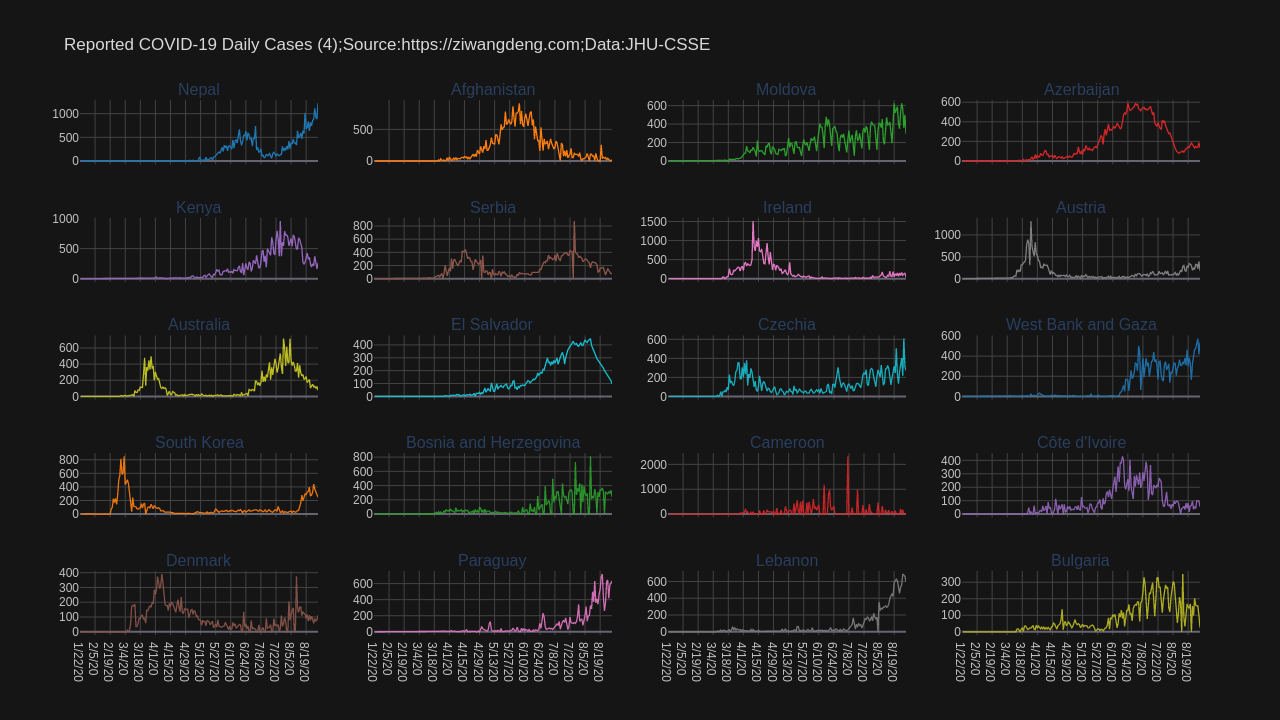 Reported COVID-19 Daily Cases (4);Source:https://ziwangdeng.com;Data:JHU-CSSE
Nepal Afghanistan Moldova Azerbaijan
1000 500 0
500 0
600 400 200 0
600 400 200 0
Kenya Serbia Ireland Austria
1000 500 0
800 600 400 200 0
1500 1000 500 0
1000 500 0
Australia El Salvador Czechia West Bank and Gaza
600 400 200 0
400 300 200 100 0
600 400 200 0
600 400 200 0
South Korea Bosnia and Herzegovina Cameroon Côte d'Ivoire
800 600 400 200 0
800 600 400 200 0
2000 1000 0
400 300 200 100 0
Denmark Paraguay Lebanon Bulgaria
400 300 200 100 0
600 400 200 0
600 400 200 0
300 200 100 0
1/22/20 2/5/20 2/19/20 3/4/20 3/18/20 4/1/20 4/15/20 4/29/20 5/13/20 5/27/20 6/10/20 6/24/20 7/8/20 7/22/20 8/5/20 8/19/20
1/22/20 2/5/20 2/19/20 3/4/20 3/18/20 4/1/20 4/15/20 4/29/20 5/13/20 5/27/20 6/10/20 6/24/20 7/8/20 7/22/20 8/5/20 8/19/20
1/22/20 2/5/20 2/19/20 3/4/20 3/18/20 4/1/20 4/15/20 4/29/20 5/13/20 5/27/20 6/10/20 6/24/20 7/8/20 7/22/20 8/5/20 8/19/20
1/22/20 2/5/20 2/19/20 3/4/20 3/18/20 4/1/20 4/15/20 4/29/20 5/13/20 5/27/20 6/10/20 6/24/20 7/8/20 7/22/20 8/5/20 8/19/20